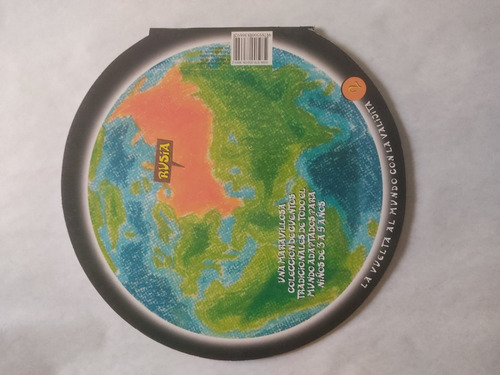 RUSIA
UNA MARAVILLOSA
COLECCIÓN DE CUENTOS
TRADICIONALES DE TODO EL
MUNDO ADAPTADOS PARA
NIÑOS DE 3 A 9 AÑOS
LA VUELTA AL MUNDO CON LA VALIJITA